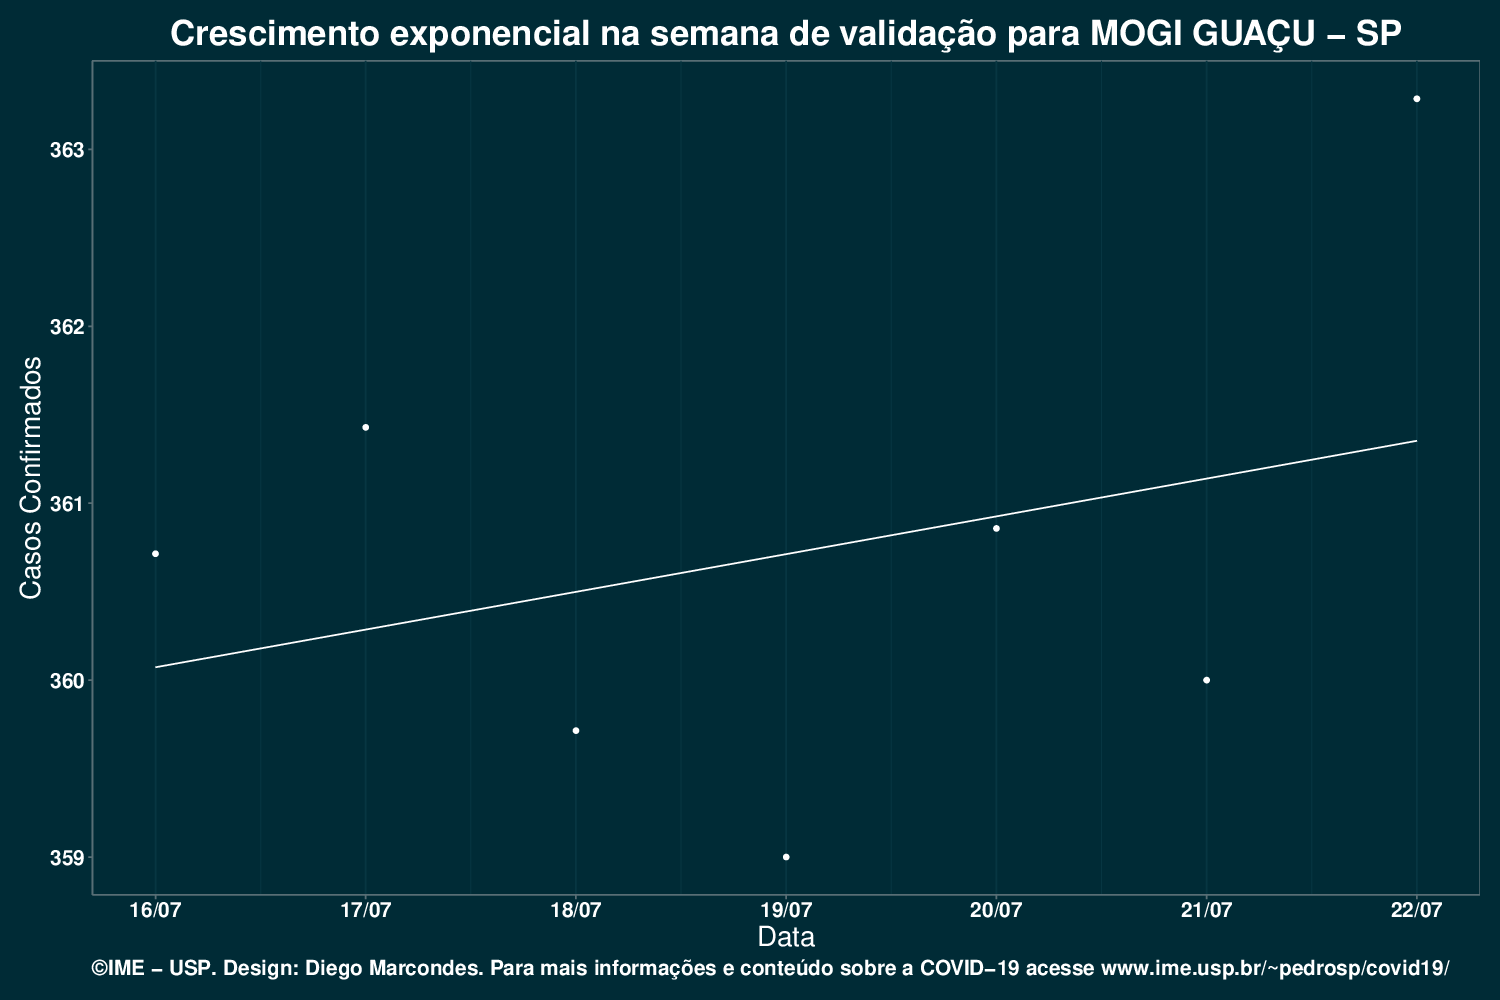 Crescimento exponencial na semana de validação para MOGI GUAÇU – SP
363
362
361
360
359
Casos Confirmados
16/07 17/07 18/07 19/07 20/07 21/07 22/07
Data
©IME – USP. Design: Diego Marcondes. Para mais informações e conteúdo sobre a COVID–19 acesse www.ime.usp.br/~pedrosp/covid19/